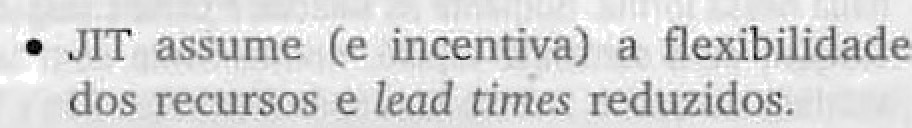 • JIT assume (e incentiva) a flexibilidade
dos recursos e lead times reduzidos.